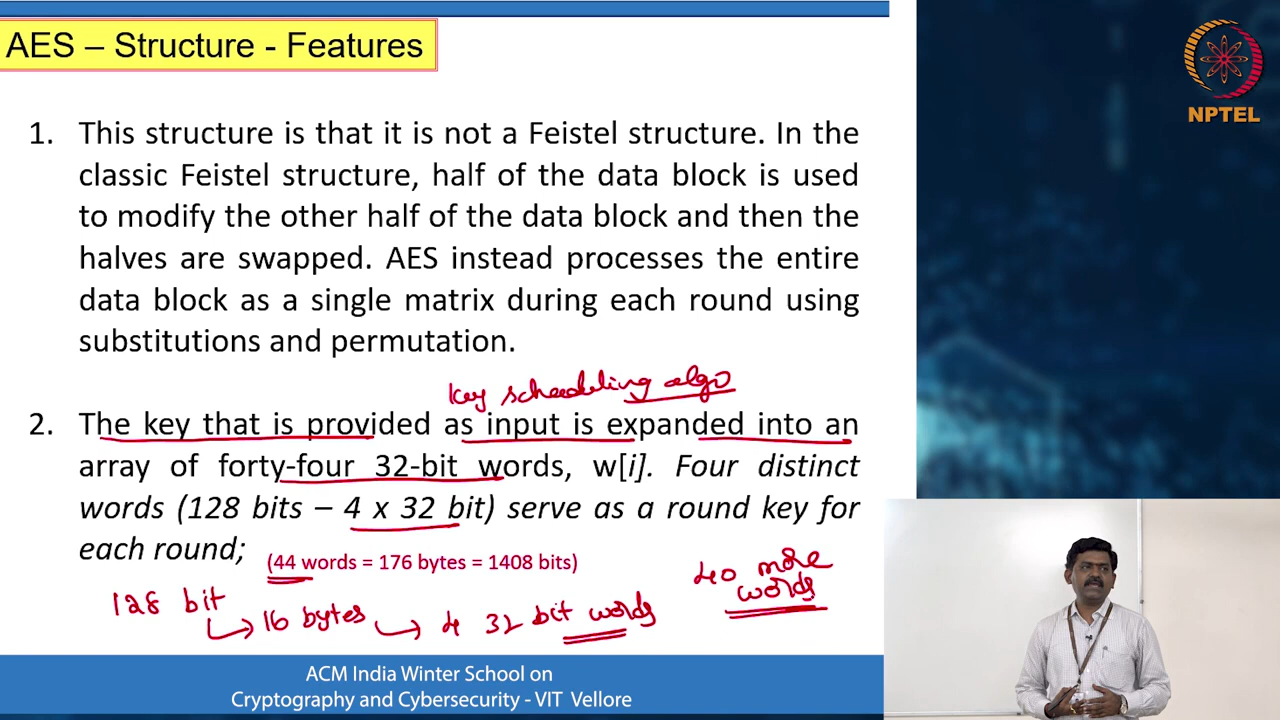 AES – Structure - Features
NPTEL
1. This structure is that it is not a Feistel structure. In the
classic Feistel structure, half of the data block is used
to modify the other half of the data block and then the
halves are swapped. AES instead processes the entire
data block as a single matrix during each round using
substitutions and permutation.
key scheduling algo
2. The key that is provided as input is expanded into an
array of forty-four 32-bit words, w[i]. Four distinct
words (128 bits – 4 x 32 bit) serve as a round key for
each round;
(44 words = 176 bytes = 1408 bits)
40 more
words
128 bit
16 bytes
4 32 bit words
ACM India Winter School on
Cryptography and Cybersecurity - VIT Vellore